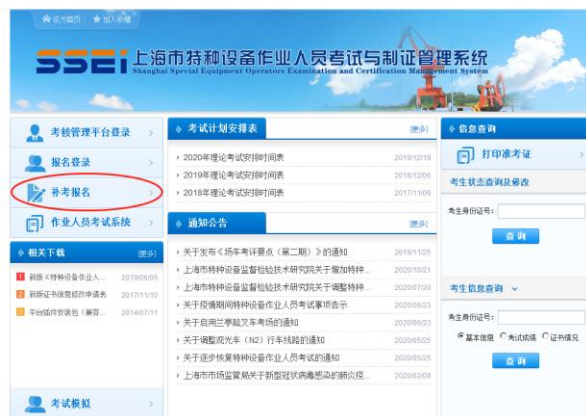 设为首页 加入收藏
SSEI 上海市特种设备作业人员考试与制证管理系统
Shanghai Special Equipment Operators Examination and Certification Management System
考核管理平台登录
报名登录
补考报名
作业人员考试系统
相关下载 [更多]
1 新版《特种设备作业人... 2019/06/05
2 新版证书信息修改申请表 2017/11/10
3 平台插件安装包(兼容... 2014/07/11
考试模拟
考试计划安排表 [更多]
2020年理论考试安排时间表 2019/12/18
2019年理论考试安排时间表 2018/12/06
2018年理论考试安排时间表 2017/11/09
通知公告 [更多]
关于发布《场车考评要点(第二期)》的通知 2019/11/25
上海市特种设备监督检验技术研究院关于增加特种... 2020/10/21
上海市特种设备监督检验技术研究院关于调整特种... 2020/07/20
关于疫情期间特种设备作业人员考试事项告示 2020/06/23
关于启用兰亭路叉车考场的通知 2020/06/23
关于调整观光车(N2)行车线路的通知 2020/05/25
关于逐步恢复特种设备作业人员考试的通知 2020/05/25
上海市市场监管局关于新型冠状病毒感染的肺炎疫... 2020/02/09
信息查询
打印准考证
考生状态查询及修改
考生身份证号:
查询
考生信息查询
考生身份证号:
基本信息 考试成绩 证书情况
查询